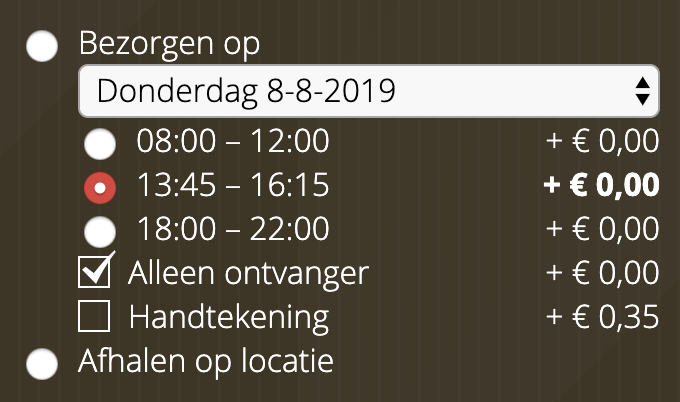 Bezorgen op
Donderdag 8-8-2019
08:00 – 12:00 + € 0,00
13:45 – 16:15 + € 0,00
18:00 – 22:00 + € 0,00
Alleen ontvanger + € 0,00
Handtekening + € 0,35
Afhalen op locatie